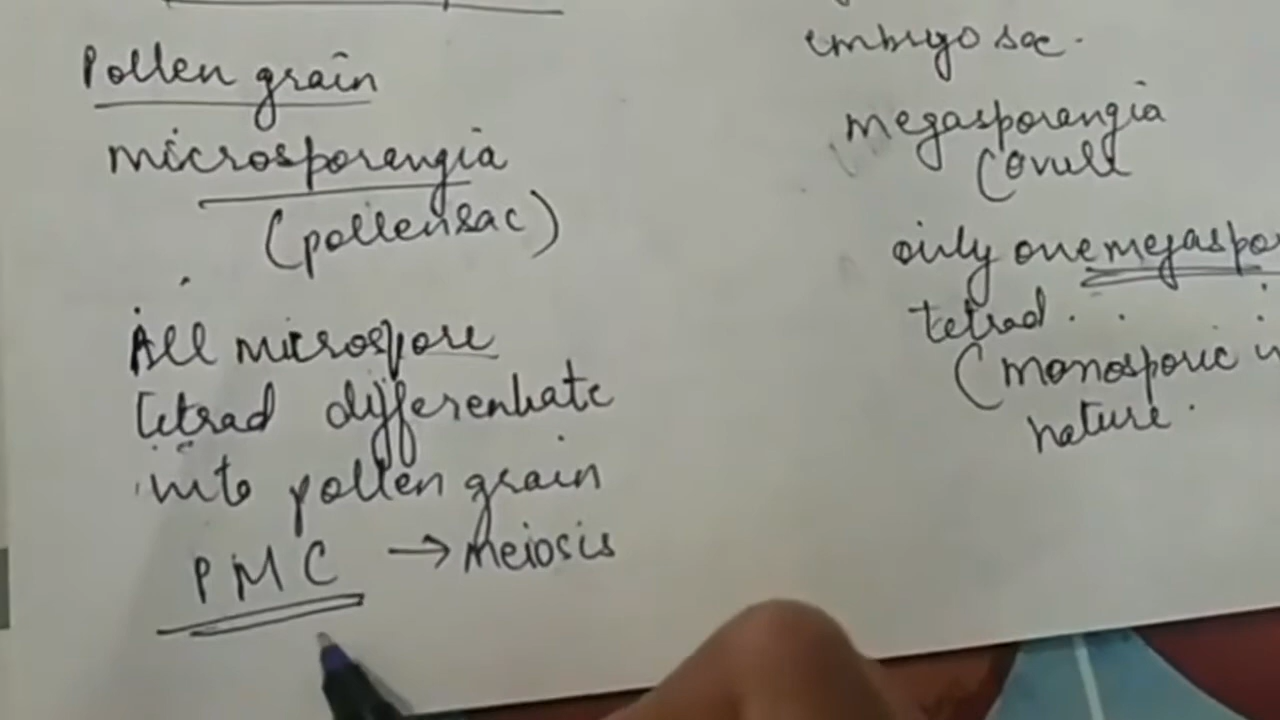 Pollen grain
microsporangia
(pollensac)
All microspore
tetrad differentiate
into pollen grain
PMC → meiosis
embryo sac.
megasporangia
(ovule
only one megaspo
tetrad.
(monosporic in
nature.